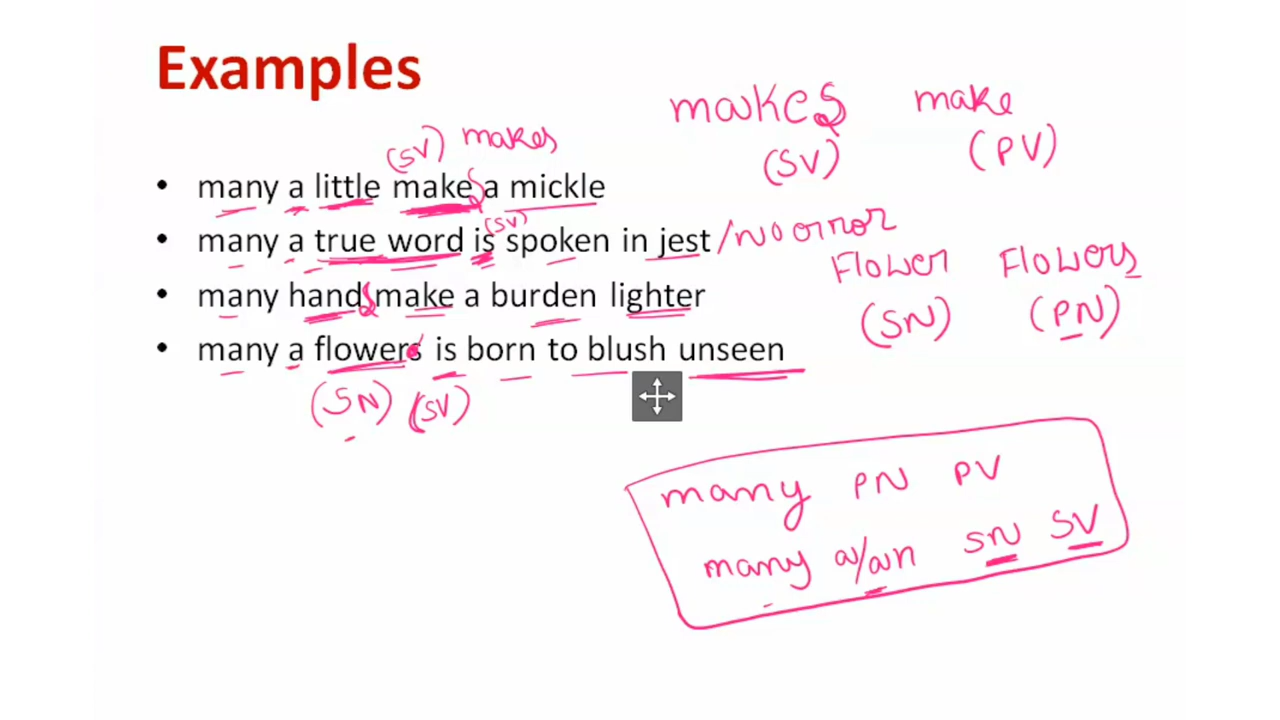 Examples
makes make
(SV) makes (SV) (PV)
• many a little makes a mickle
(SV)
• many a true word is spoken in jest /no error
Flower Flowers
• many hands make a burden lighter
(SN) (PN)
• many a flowers is born to blush unseen
(SN) (SV)
many PN PV
many a/an SN SV